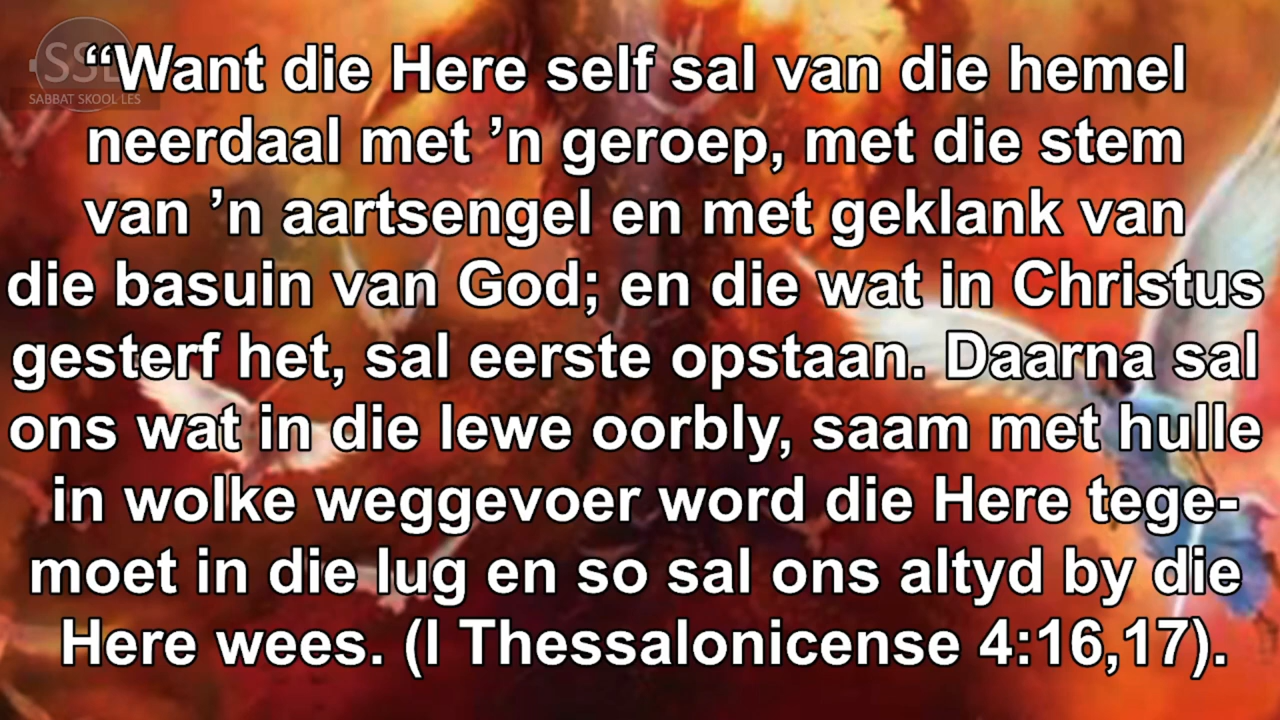 SSL
SABBAT SKOOL LES
“Want die Here self sal van die hemel
neerdaal met ’n geroep, met die stem
van ’n aartsengel en met geklank van
die basuin van God; en die wat in Christus
gesterf het, sal eerste opstaan. Daarna sal
ons wat in die lewe oorbly, saam met hulle
in wolke weggevoer word die Here tege-
moet in die lug en so sal ons altyd by die
Here wees. (I Thessalonicense 4:16,17).